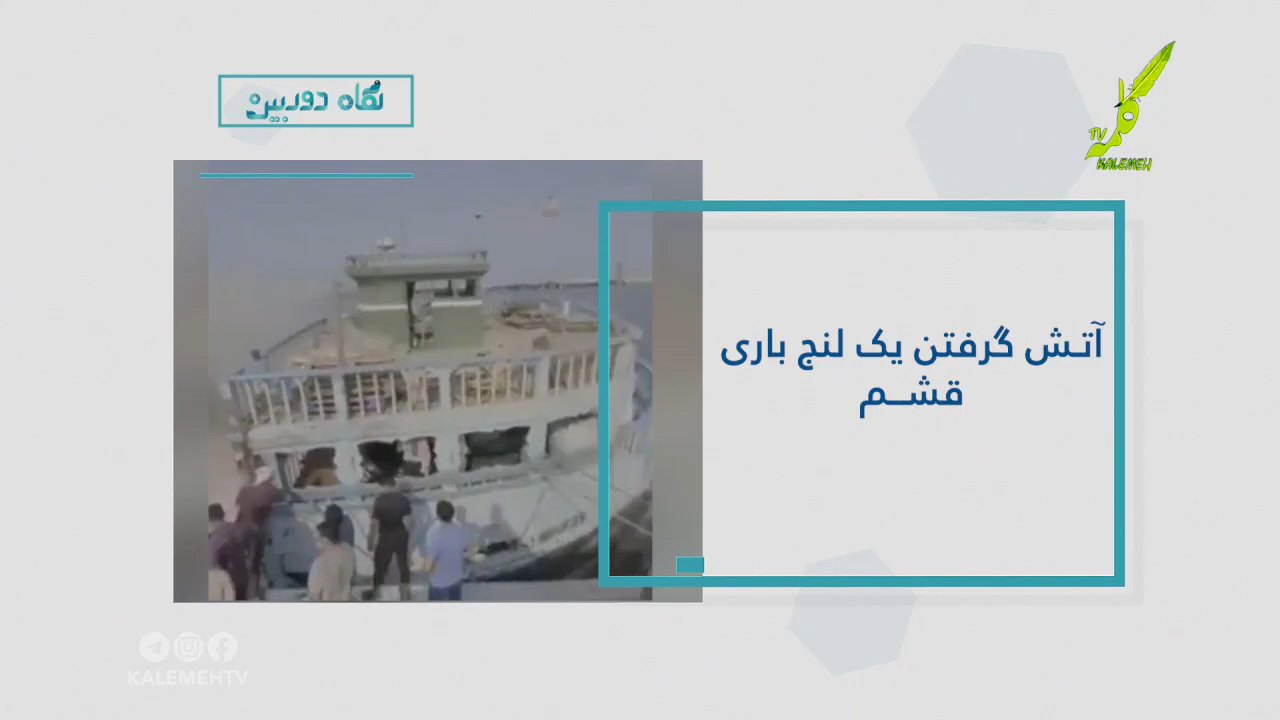 نگاه دوربین
TV
KALEMEH
آتش گرفتن یک لنج باری
قشم
KALEMEHTV